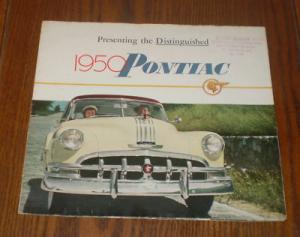 Presenting the Distinguished
1950 PONTIAC